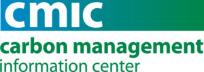 cmic
carbon management
information center